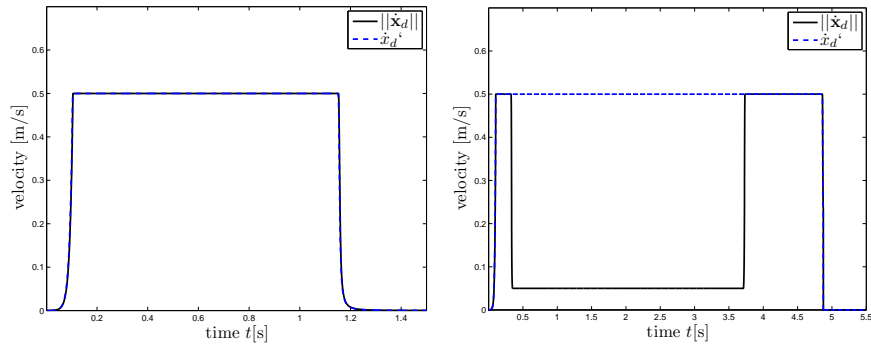 ||ẋ_d||
ẋ_d‘
0.6
0.5
0.4
0.3
0.2
0.1
0
velocity [m/s]
0.2 0.4 0.6 0.8 1 1.2 1.4
time t[s]
||ẋ_d||
ẋ_d‘
0.6
0.5
0.4
0.3
0.2
0.1
0
velocity [m/s]
0.5 1 1.5 2 2.5 3 3.5 4 4.5 5 5.5
time t[s]